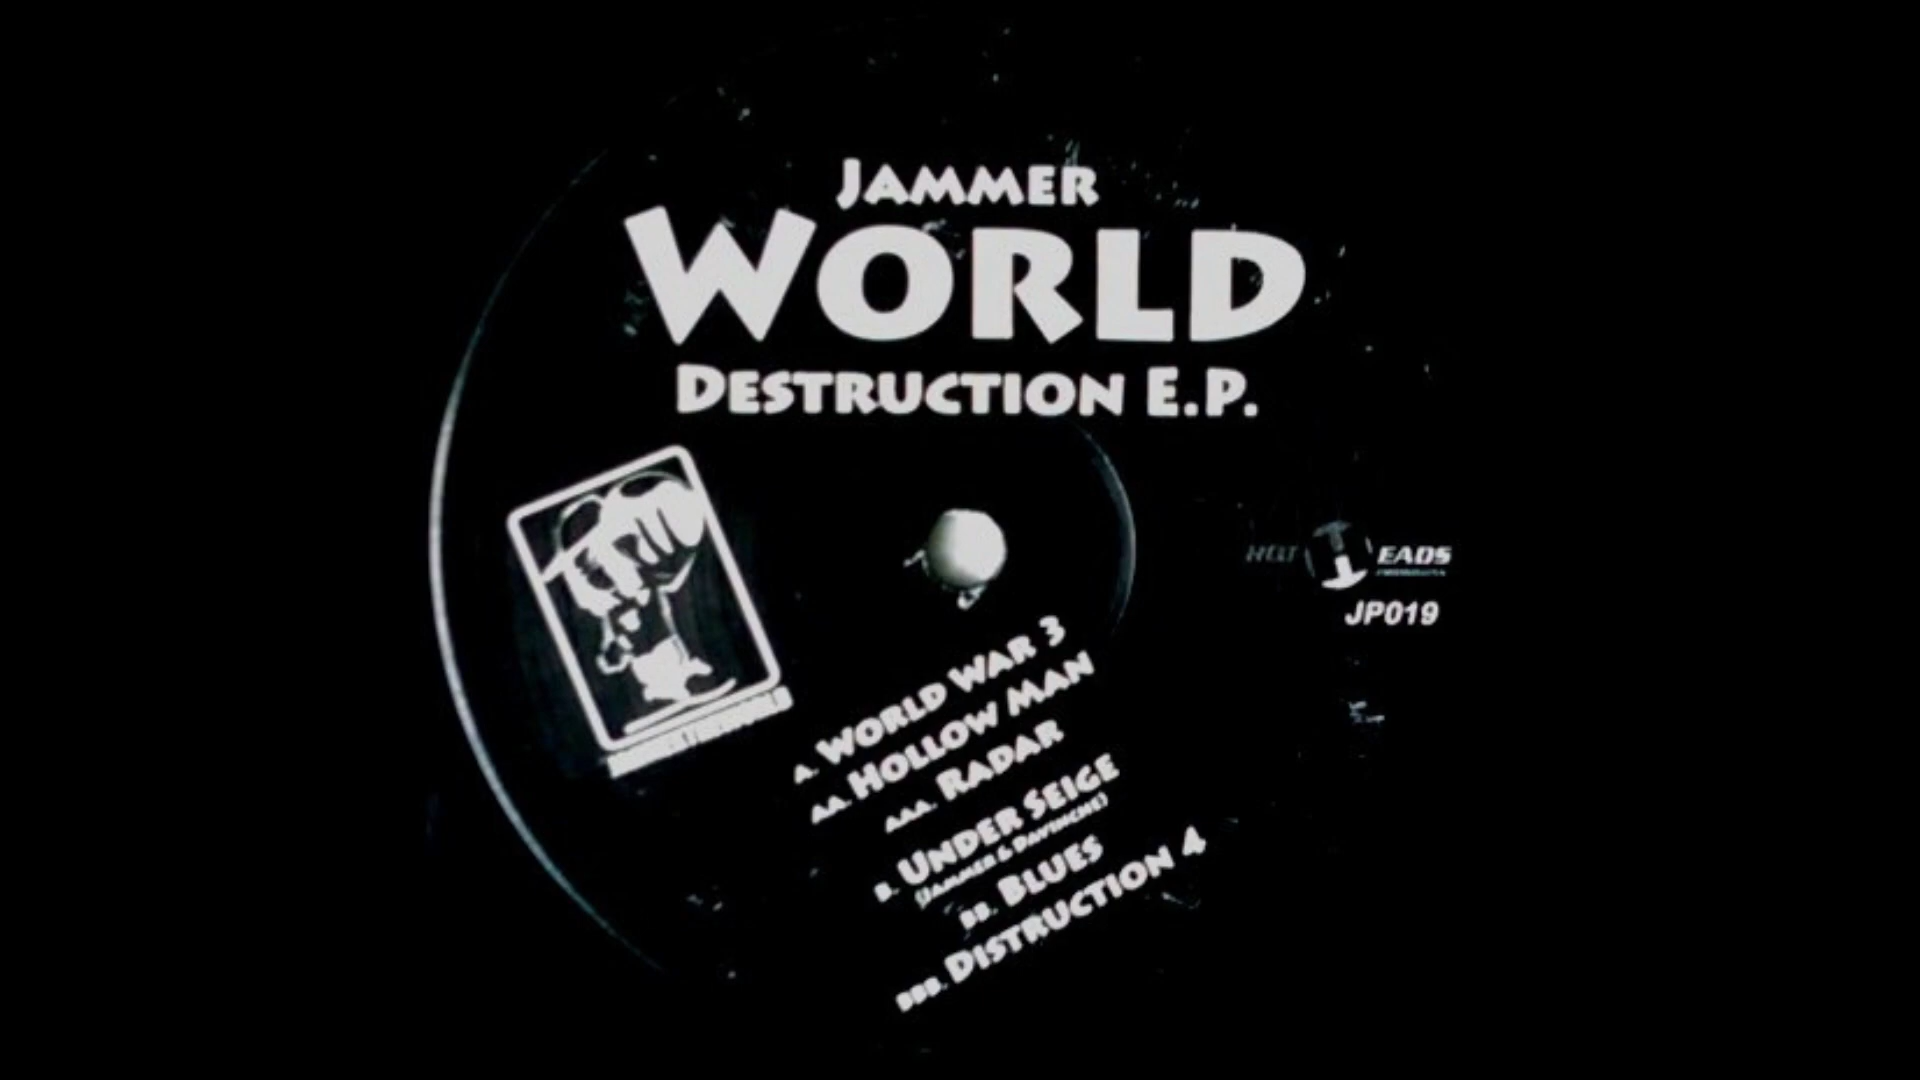 JAMMER
WORLD
DESTRUCTION E.P.
EADS
JP019
A. WORLD WAR 3
AA. HOLLOW MAN
AAA. RADAR
B. UNDER SEIGE
(JAMMER & DAVINCHE)
BB. BLUES
BBB. DISTRUCTION 4